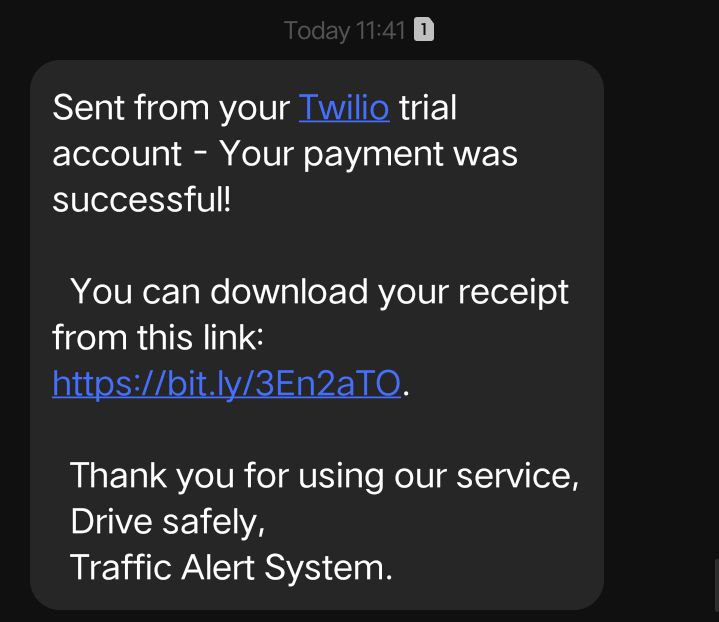 Today 11:41 1
Sent from your Twilio trial
account - Your payment was
successful!
You can download your receipt
from this link:
https://bit.ly/3En2aTO.
Thank you for using our service,
Drive safely,
Traffic Alert System.